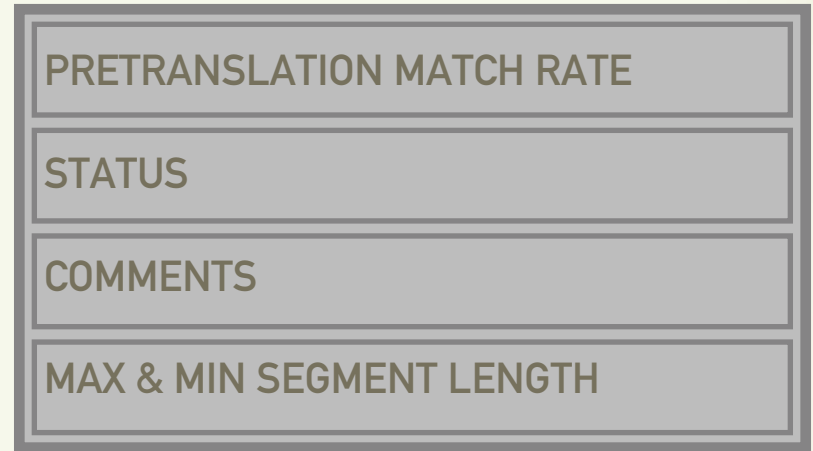 PRETRANSLATION MATCH RATE
STATUS
COMMENTS
MAX & MIN SEGMENT LENGTH